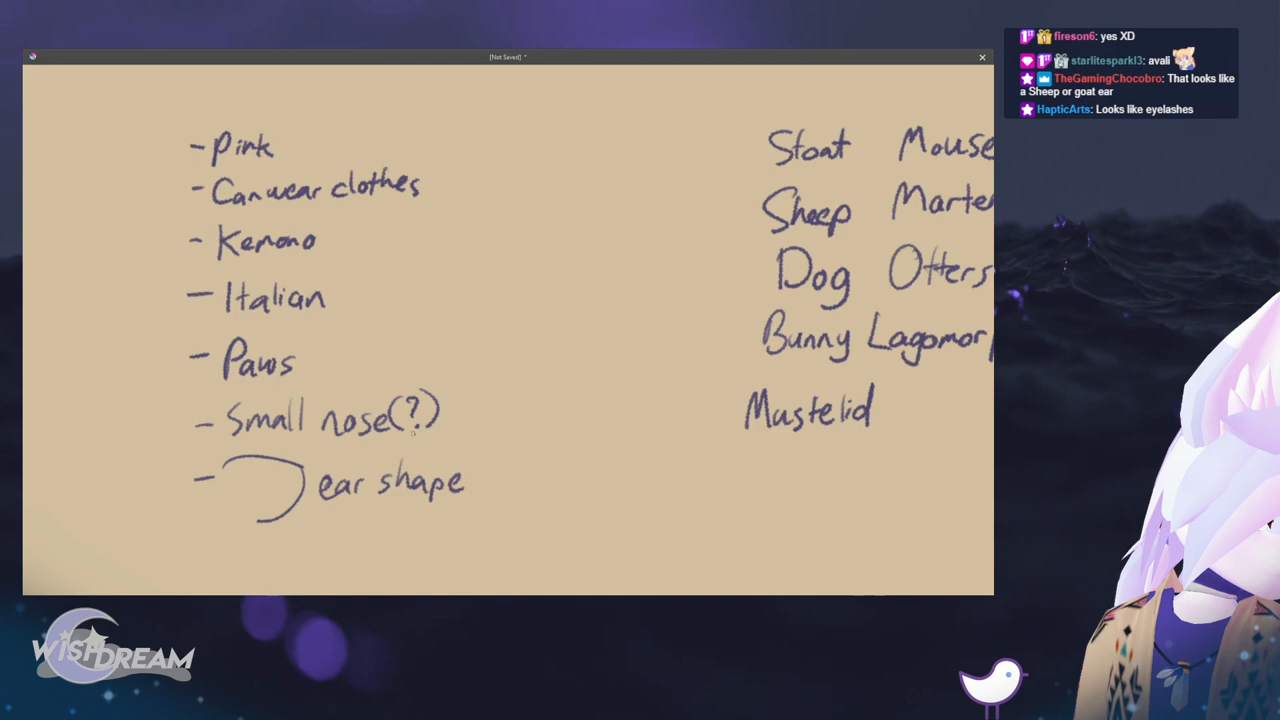 [Not Saved] *
- Pink
- Can wear clothes
- Kemono
- Italian
- Paws
- Small nose(?)
- ear shape
Stoat Mouse
Sheep Marten
Dog Otters
Bunny Lagomor
Mustelid
fireson6: yes XD
starlitesparkl3: avali
TheGamingChocobro: That looks like
a Sheep or goat ear
HapticArts: Looks like eyelashes
WISHDREAM